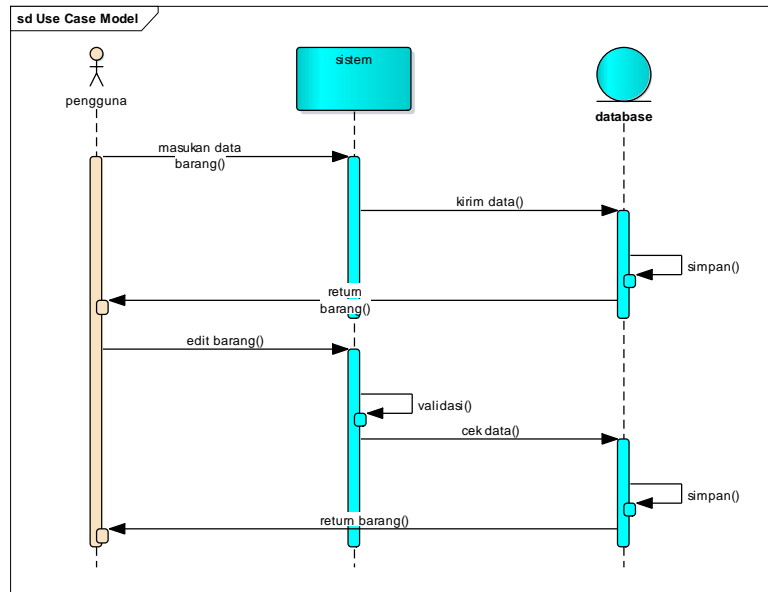 sd Use Case Model
pengguna
sistem
database
masukan data
barang()
kirim data()
simpan()
return
barang()
edit barang()
validasi()
cek data()
simpan()
return barang()